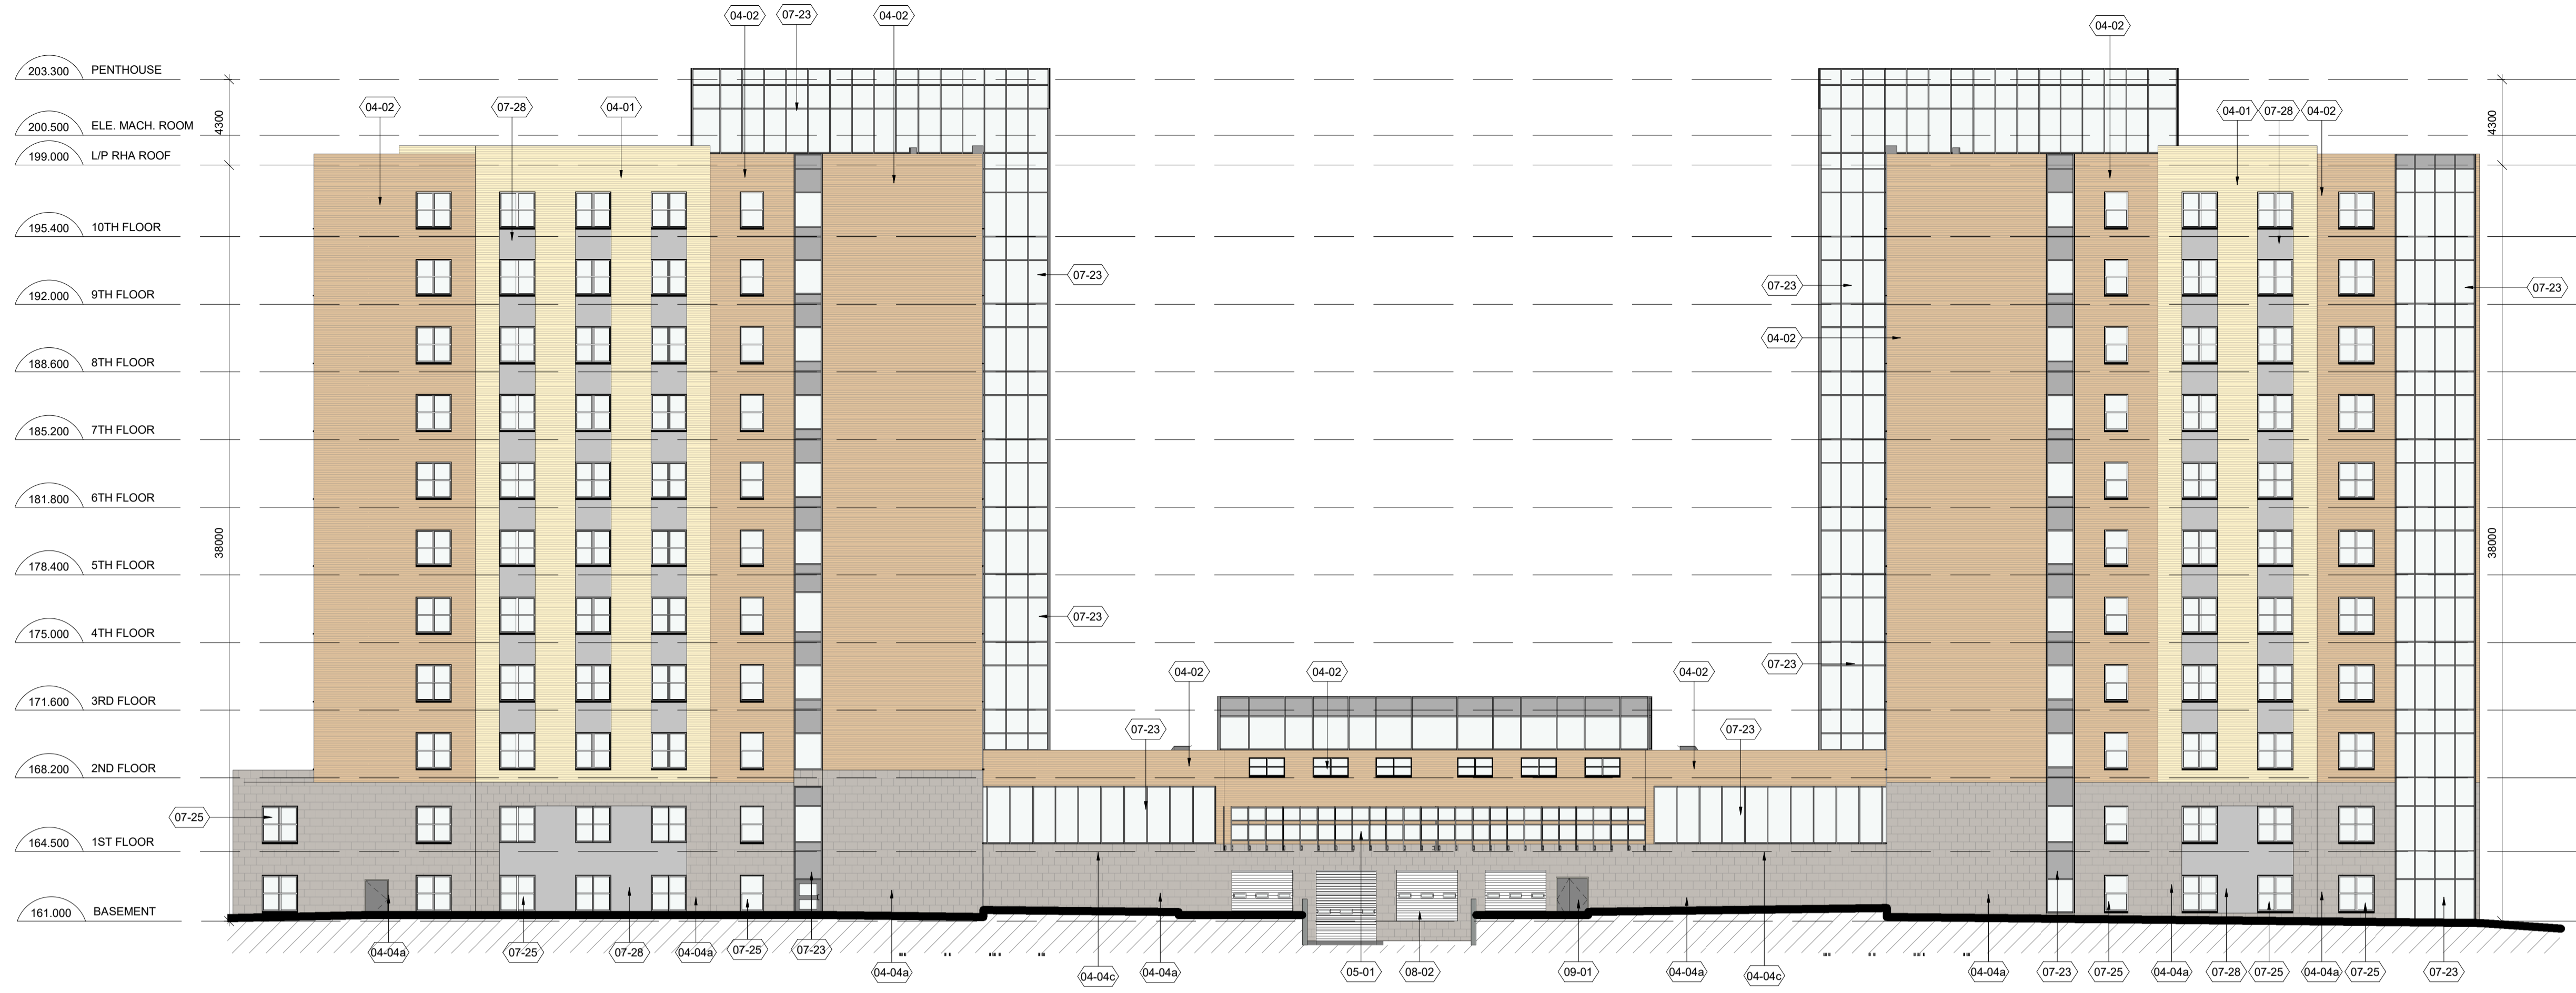 04-02
07-23
04-02
04-02
203.300 PENTHOUSE
04-02
07-28
04-01
04-01
07-28
04-02
4300
4300
200.500 ELE. MACH. ROOM
199.000 L/P RHA ROOF
195.400 10TH FLOOR
07-23
07-23
07-23
192.000 9TH FLOOR
04-02
188.600 8TH FLOOR
185.200 7TH FLOOR
181.800 6TH FLOOR
38000
38000
178.400 5TH FLOOR
07-23
175.000 4TH FLOOR
07-23
04-02
04-02
04-02
171.600 3RD FLOOR
07-23
07-23
168.200 2ND FLOOR
07-25
164.500 1ST FLOOR
161.000 BASEMENT
04-04a
07-25
07-28
04-04a
07-25
07-23
04-04a
04-04c
04-04a
05-01
08-02
09-01
04-04a
04-04c
04-04a
07-23
07-25
04-04a
07-28
07-25
04-04a
07-25
07-23